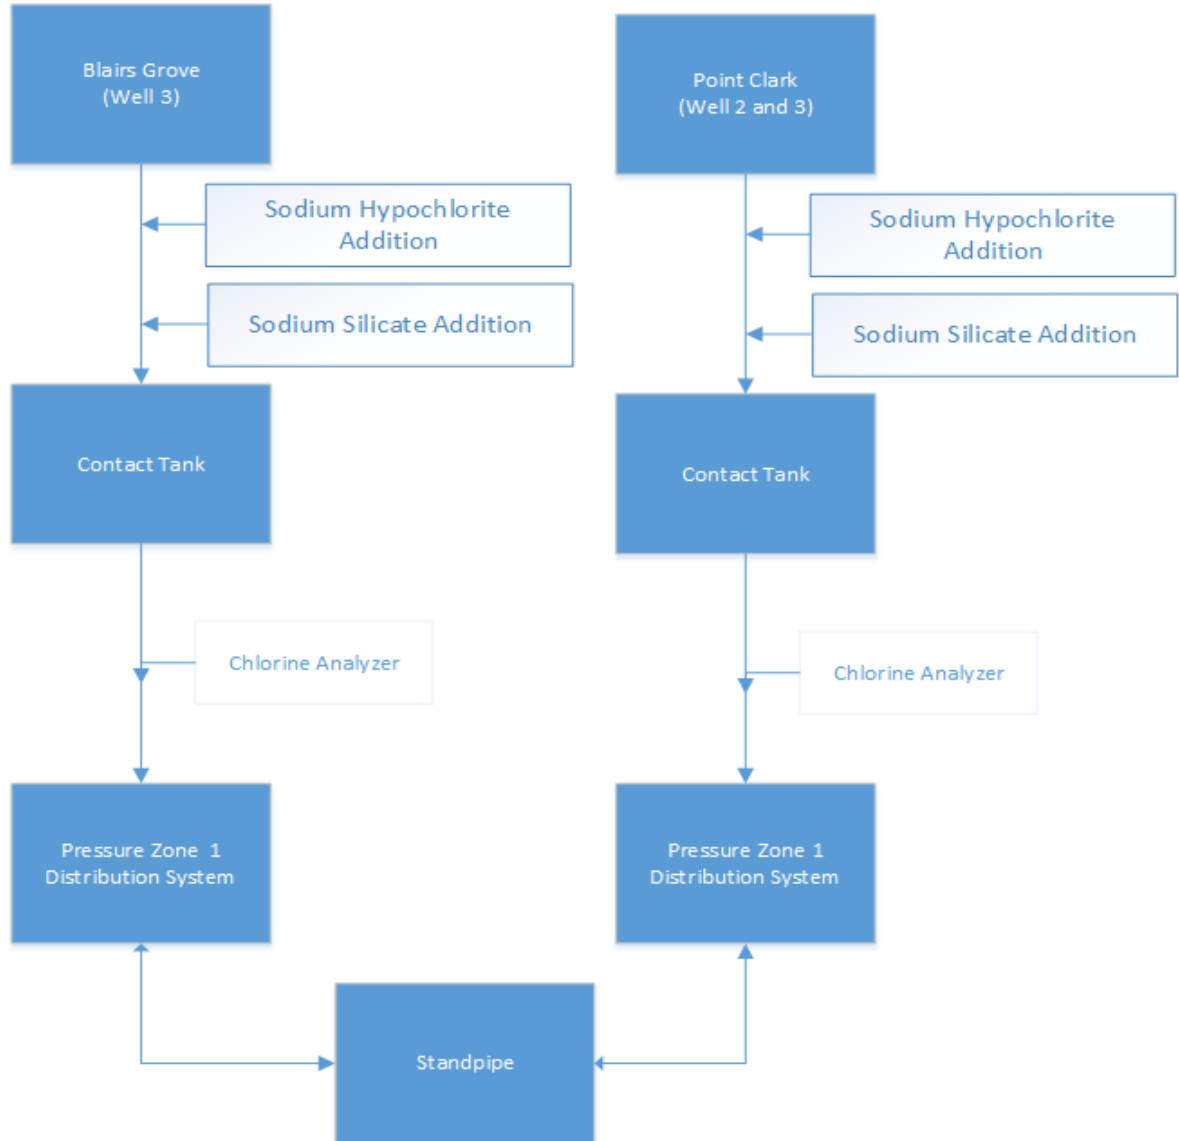 Blairs Grove
(Well 3)
Sodium Hypochlorite
Addition
Sodium Silicate Addition
Contact Tank
Chlorine Analyzer
Pressure Zone 1
Distribution System
Point Clark
(Well 2 and 3)
Sodium Hypochlorite
Addition
Sodium Silicate Addition
Contact Tank
Chlorine Analyzer
Pressure Zone 1
Distribution System
Standpipe